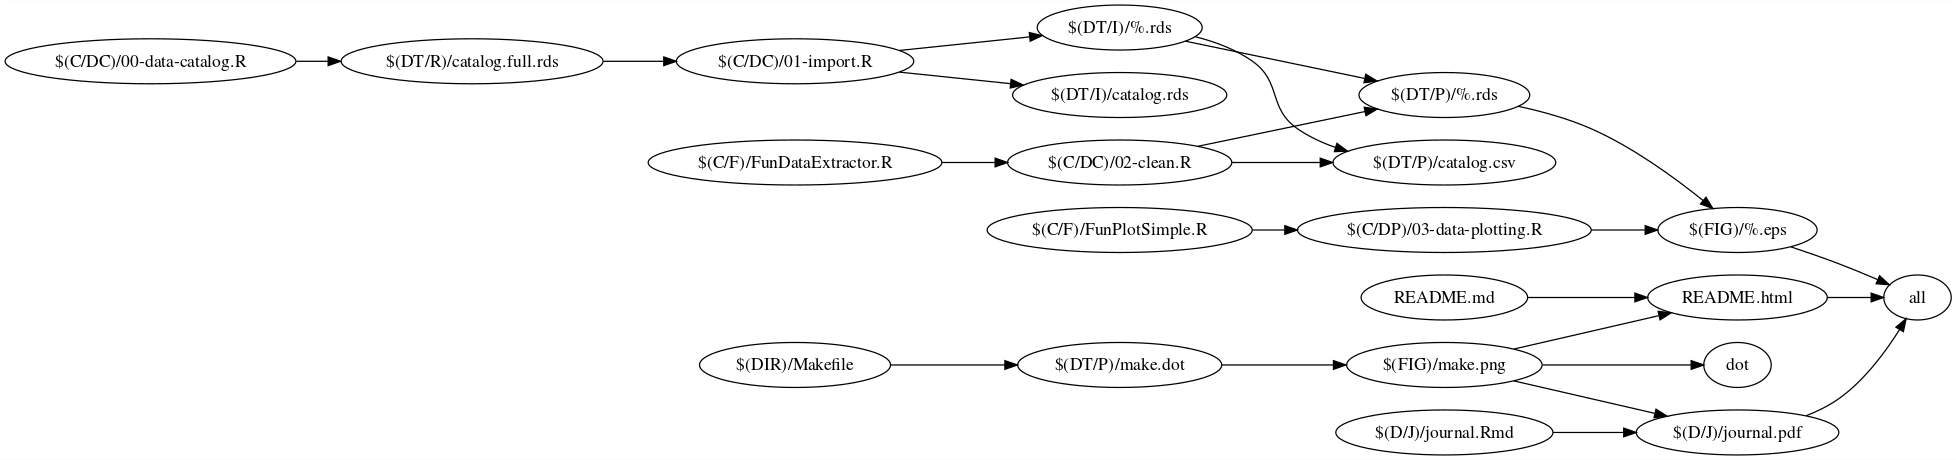 $(DT/I)/%.rds
$(C/DC)/00-data-catalog.R
$(DT/R)/catalog.full.rds
$(C/DC)/01-import.R
$(DT/I)/catalog.rds
$(DT/P)/%.rds
$(C/F)/FunDataExtractor.R
$(C/DC)/02-clean.R
$(DT/P)/catalog.csv
$(C/F)/FunPlotSimple.R
$(C/DP)/03-data-plotting.R
$(FIG)/%.eps
README.md
README.html
all
$(DIR)/Makefile
$(DT/P)/make.dot
$(FIG)/make.png
dot
$(D/J)/journal.Rmd
$(D/J)/journal.pdf